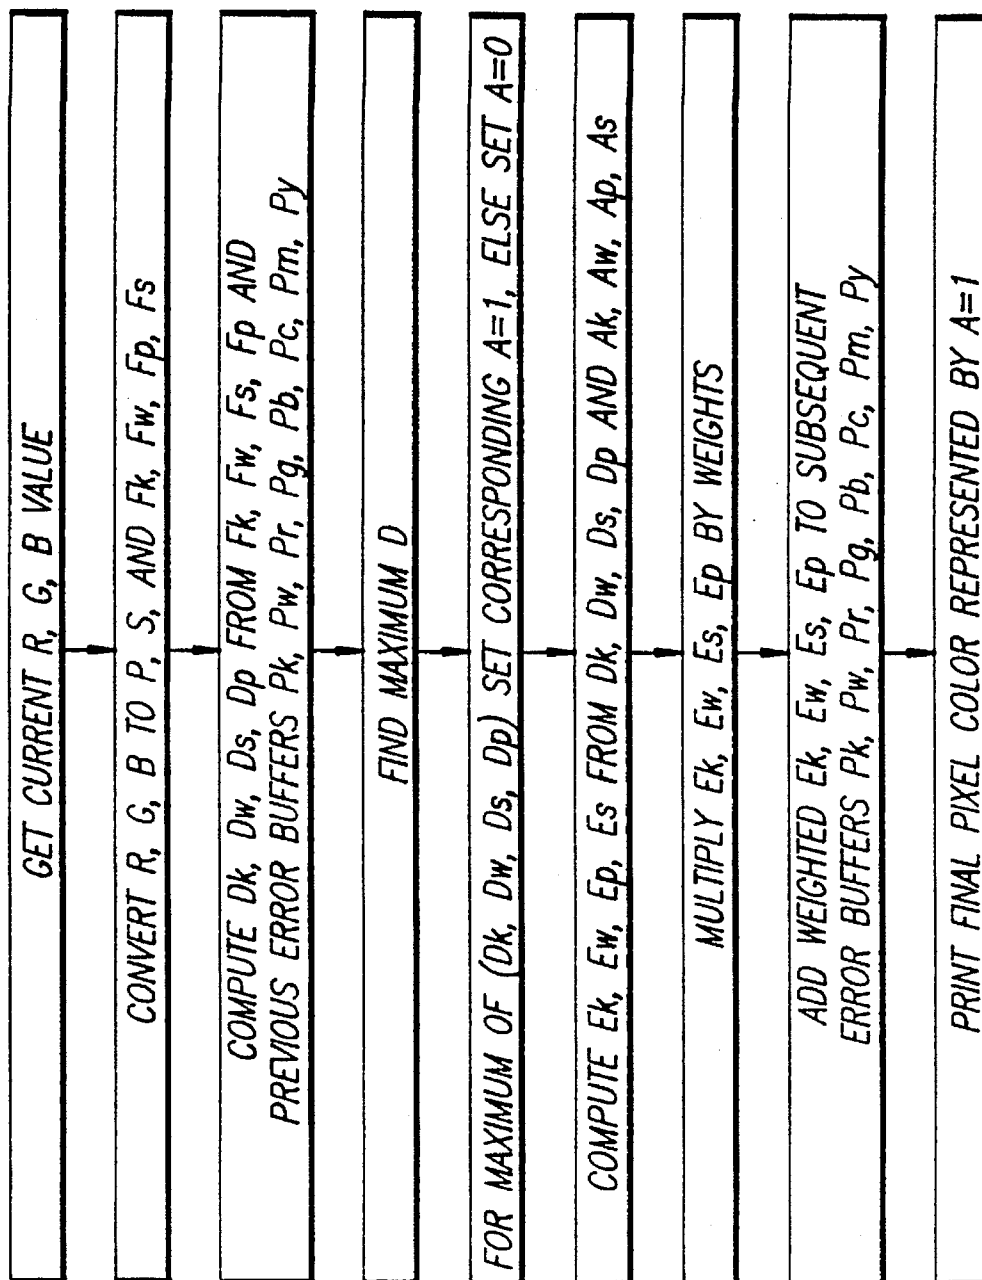 GET CURRENT R, G, B VALUE
CONVERT R, G, B TO P, S, AND Fk, Fw, Fp, Fs
COMPUTE Dk, Dw, Ds, Dp FROM Fk, Fw, Fs, Fp AND
PREVIOUS ERROR BUFFERS Pk, Pw, Pr, Pg, Pb, Pc, Pm, Py
FIND MAXIMUM D
FOR MAXIMUM OF (Dk, Dw, Ds, Dp) SET CORRESPONDING A=1, ELSE SET A=0
COMPUTE Ek, Ew, Ep, Es FROM Dk, Dw, Ds, Dp AND Ak, Aw, Ap, As
MULTIPLY Ek, Ew, Es, Ep BY WEIGHTS
ADD WEIGHTED Ek, Ew, Es, Ep TO SUBSEQUENT
ERROR BUFFERS Pk, Pw, Pr, Pg, Pb, Pc, Pm, Py
PRINT FINAL PIXEL COLOR REPRESENTED BY A=1